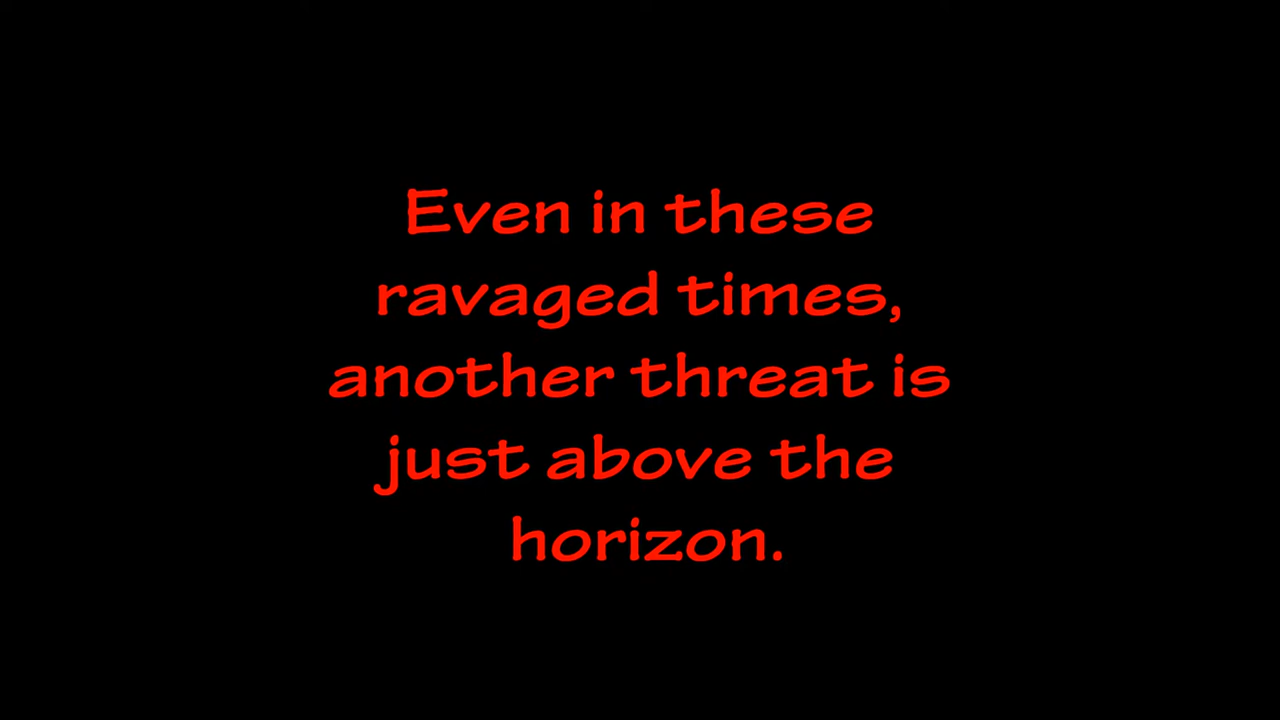 Even in these
ravaged times,
another threat is
just above the
horizon.